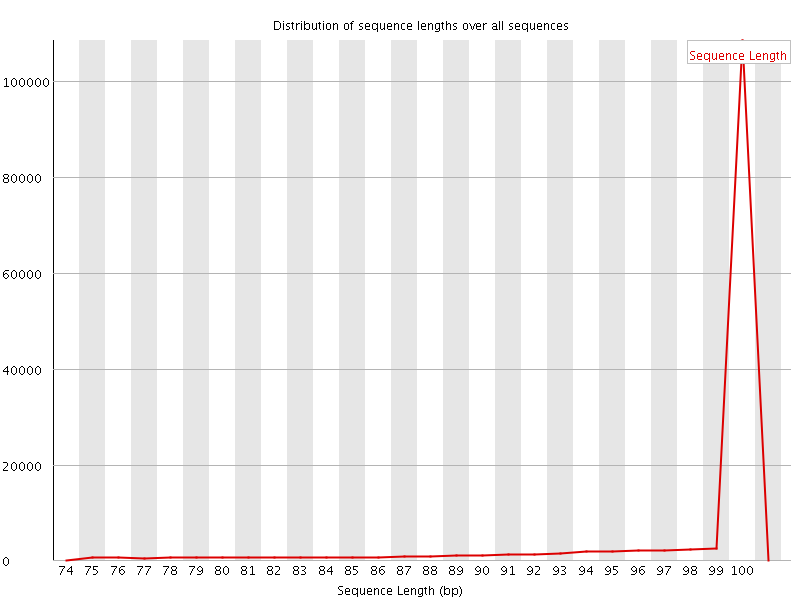 Distribution of sequence lengths over all sequences
Sequence Length
100000
80000
60000
40000
20000
0
74 75 76 77 78 79 80 81 82 83 84 85 86 87 88 89 90 91 92 93 94 95 96 97 98 99 100
Sequence Length (bp)